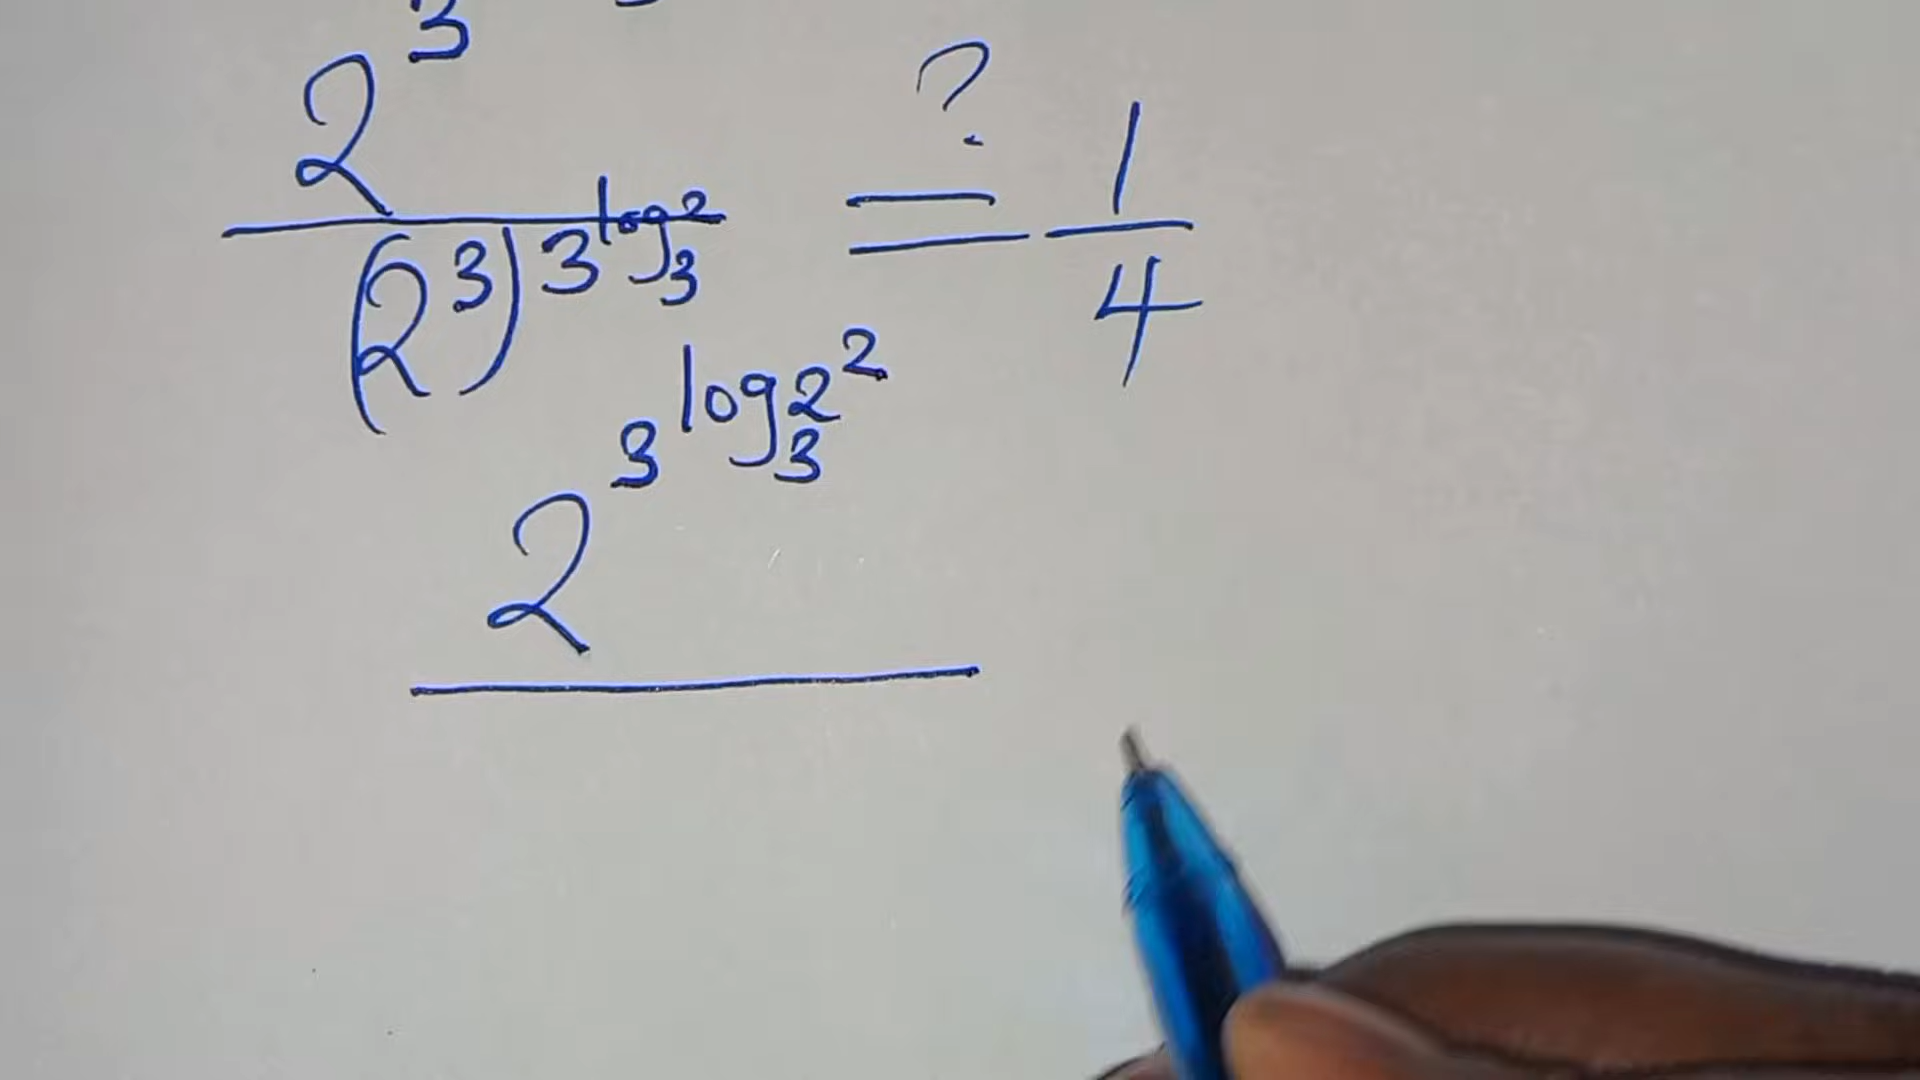 2^3
―――――――― =? 1/4
(2^3)^3^log_3 2
2^3^log_3 2^2